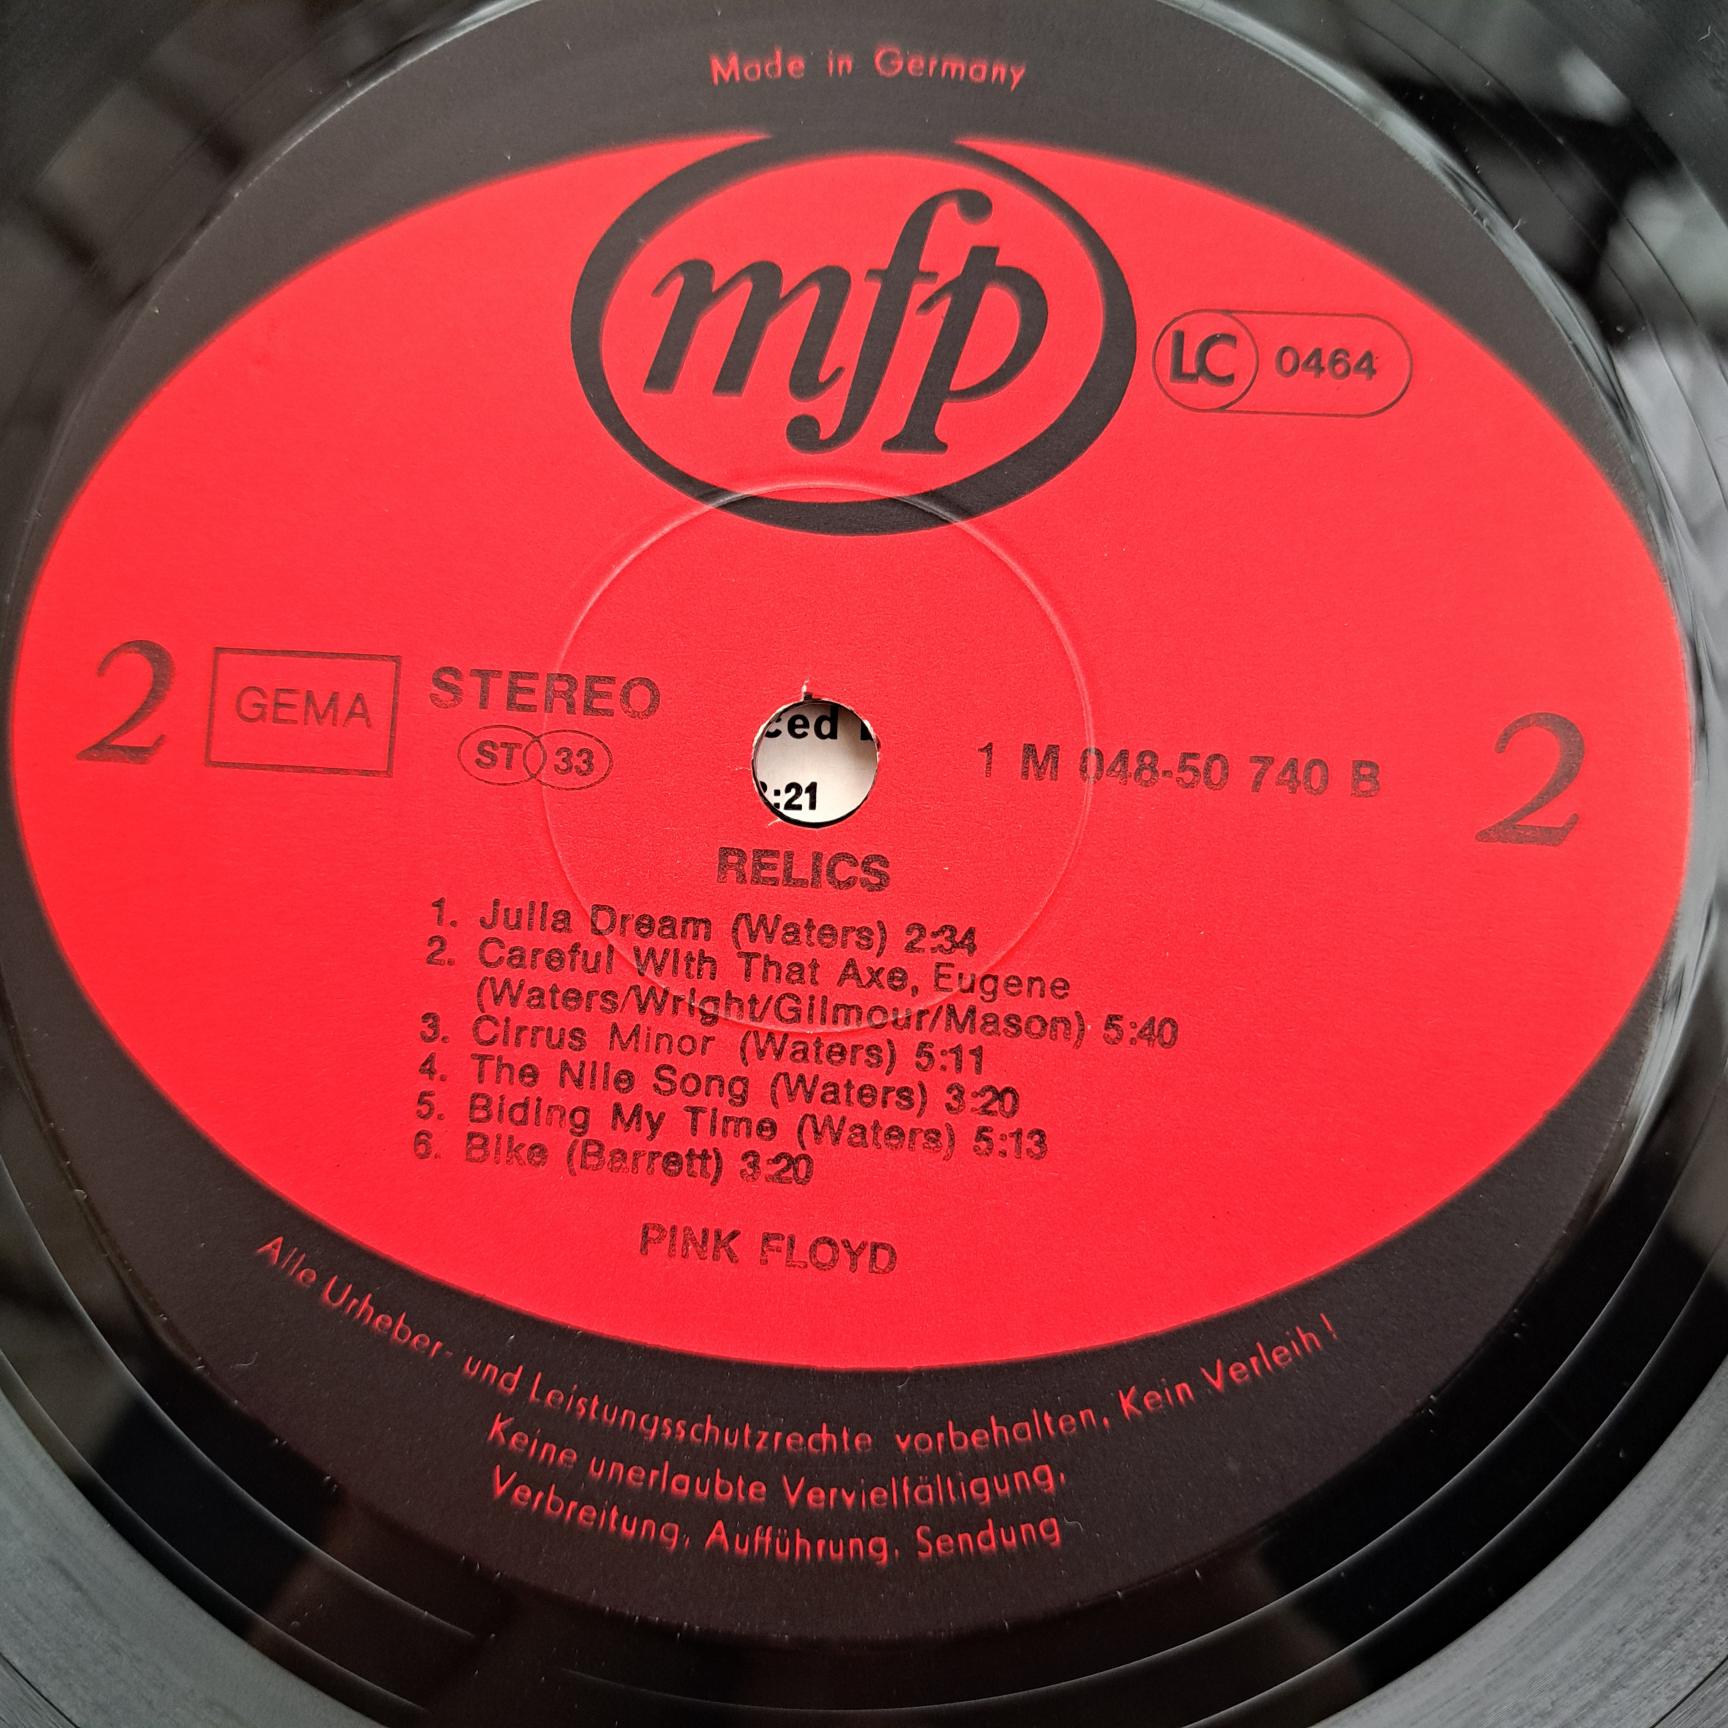 Made in Germany
mfp
LC 0464
2 GEMA STEREO
ST 33
1 M 048-50 740 B 2
ced
:21
RELICS
1. Julia Dream (Waters) 2:34
2. Careful With That Axe, Eugene
(Waters/Wright/Gilmour/Mason) 5:40
3. Cirrus Minor (Waters) 5:11
4. The Nile Song (Waters) 3:20
5. Biding My Time (Waters) 5:13
6. Bike (Barrett) 3:20
PINK FLOYD
Alle Urheber- und Leistungsschutzrechte vorbehalten, Kein Verleih!
Keine unerlaubte Vervielfältigung,
Verbreitung, Aufführung, Sendung